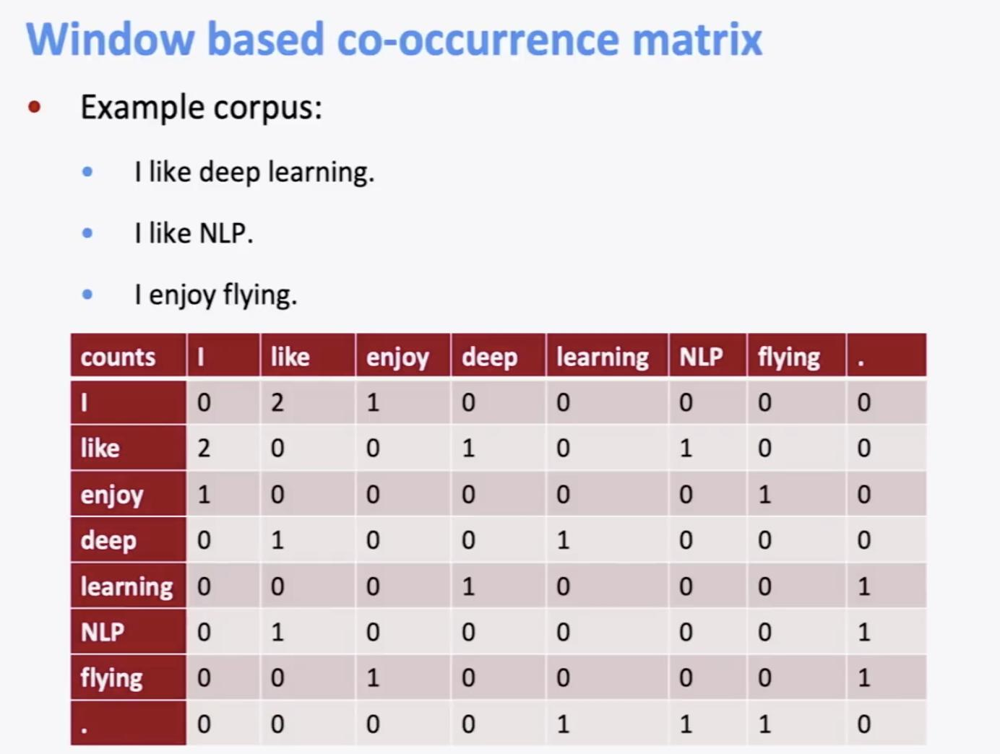 Window based co-occurrence matrix
• Example corpus:
• I like deep learning.
• I like NLP.
• I enjoy flying.
counts I like enjoy deep learning NLP flying .
I 0 2 1 0 0 0 0 0
like 2 0 0 1 0 1 0 0
enjoy 1 0 0 0 0 0 1 0
deep 0 1 0 0 1 0 0 0
learning 0 0 0 1 0 0 0 1
NLP 0 1 0 0 0 0 0 1
flying 0 0 1 0 0 0 0 1
. 0 0 0 0 1 1 1 0